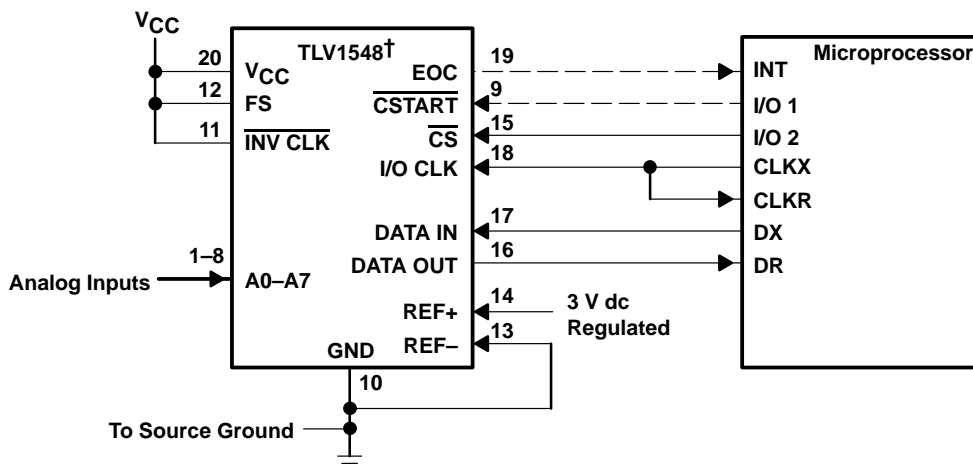 VCC
TLV1548†
Microprocessor
20
VCC
EOC
19
INT
12
FS
CSTART
9
I/O 1
11
INV CLK
CS
15
I/O 2
I/O CLK
18
CLKX
CLKR
DATA IN
17
DX
1–8
Analog Inputs
A0–A7
DATA OUT
16
DR
REF+
14
3 V dc
Regulated
REF–
13
GND
10
To Source Ground